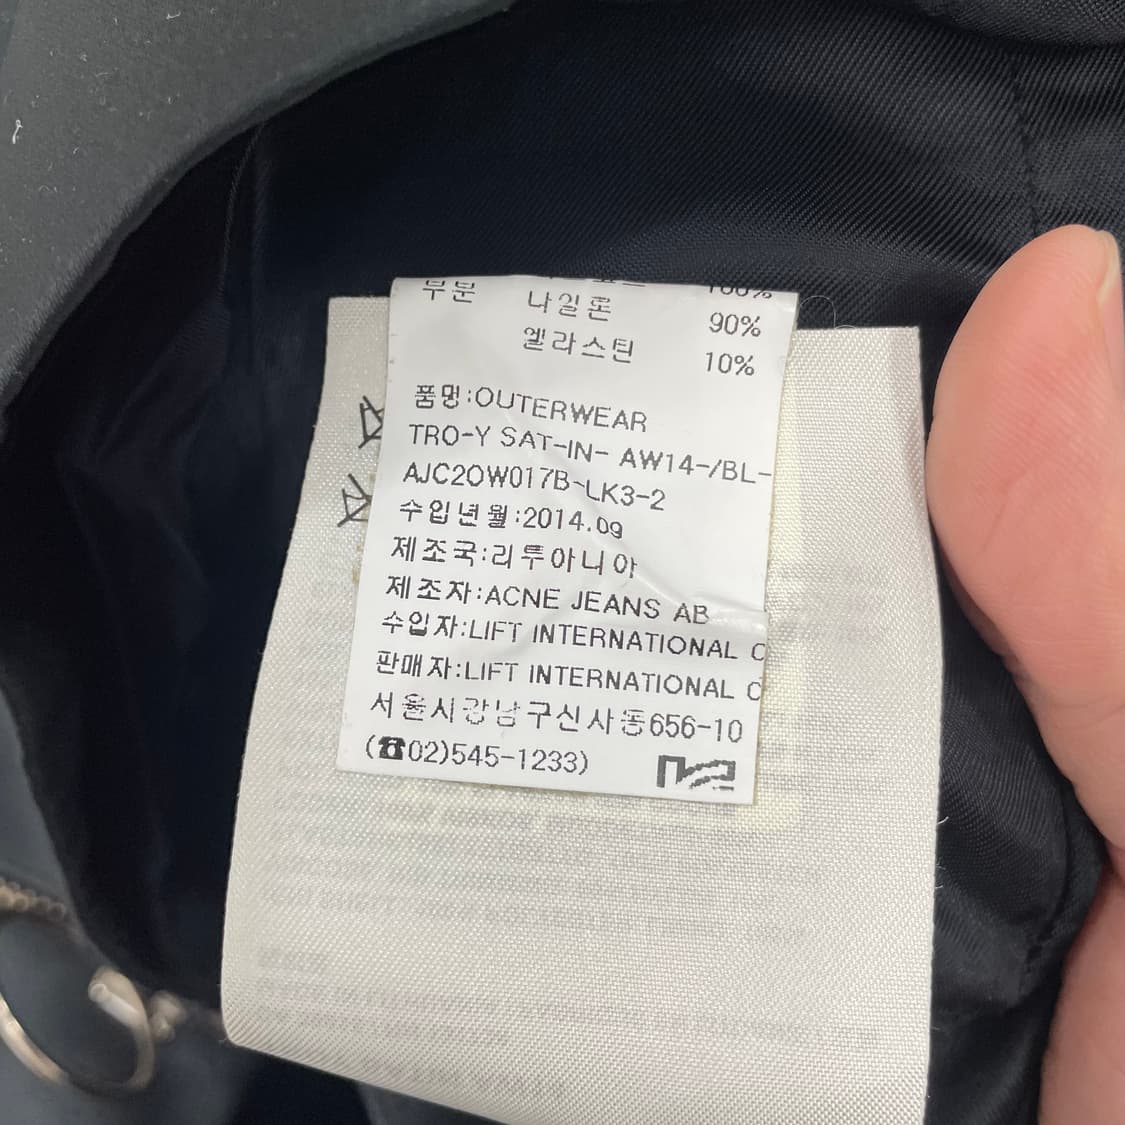 100%
부분 나일론 90%
엘라스틴 10%
품명:OUTERWEAR
TRO-Y SAT-IN- AW14-/BL-
AJC20W017B-LK3-2
수입년월:2014.09
제조국:리투아니아
제조자:ACNE JEANS AB
수입자:LIFT INTERNATIONAL C
판매자:LIFT INTERNATIONAL C
서울시강남구신사동656-10
(☎02)545-1233)